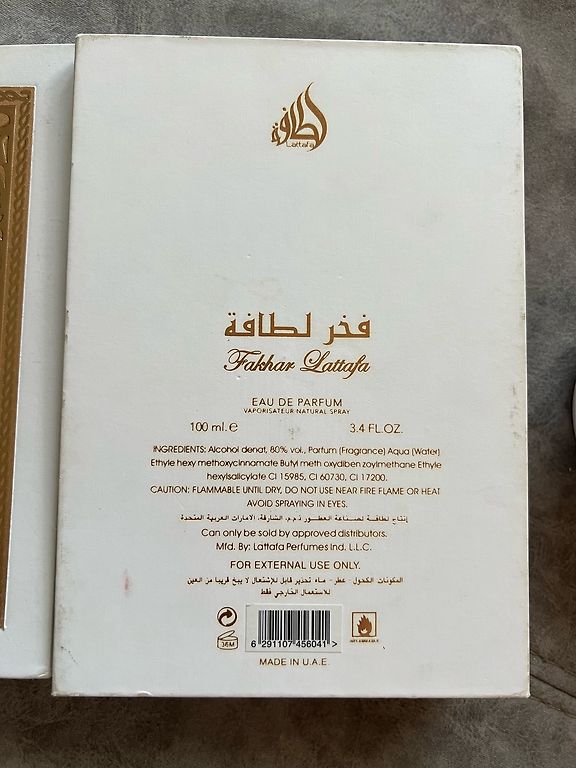 لطافة
Lattafa
فخر لطافة
Fakhar Lattafa
EAU DE PARFUM
VAPORISATEUR NATURAL SPRAY
100 ml. e 3.4 FL.OZ.
INGREDIENTS: Alcohol denat, 80% vol., Parfum (Fragrance) Aqua (Water)
Ethyle hexy methoxycinnamate Butyl meth oxydiben zoylmethane Ethyle
hexylsalicylate CI 15985, CI 60730, CI 17200.
CAUTION: FLAMMABLE UNTIL DRY, DO NOT USE NEAR FIRE FLAME OR HEAT
AVOID SPRAYING IN EYES.
إنتاج لطافة لصناعة العطور ذ.م.م. الشارقة، الامارات العربية المتحدة
Can only be sold by approved distributors.
Mfd. By: Lattafa Perfumes Ind. L.L.C.
FOR EXTERNAL USE ONLY.
المكونات الكحول - عطر - ماء تحذير قابل للإشتعال لا يبخ قريبا من العين
للاستعمال الخارجي فقط
36M
6 291107 456041 >
MADE IN U.A.E.